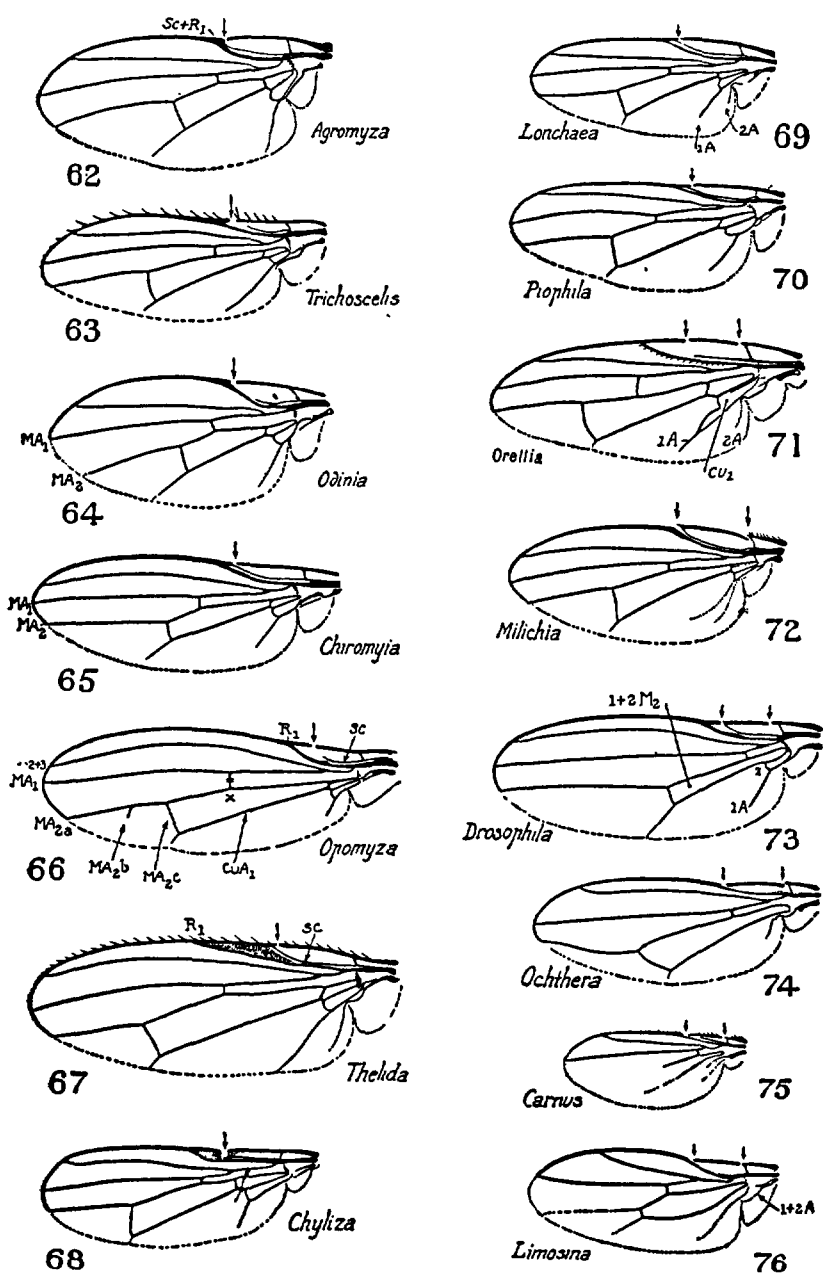 Sc+R1
Agromyza
62
Trichoscelis
63
MA1
MA2
Odinia
64
MA1
MA2
Chiromyia
65
R1
sc
2+3
MA1
x
MA2a
MA2b
MA2c
CuA1
Opomyza
66
R1
sc
Thelida
67
Chyliza
68
Lonchaea
1A
2A
69
Piophila
70
Orellia
1A
2A
Cu2
71
Milichia
72
1+2 M2
2A
Drosophila
73
Ochthera
74
Carnus
75
1+2A
Limosina
76